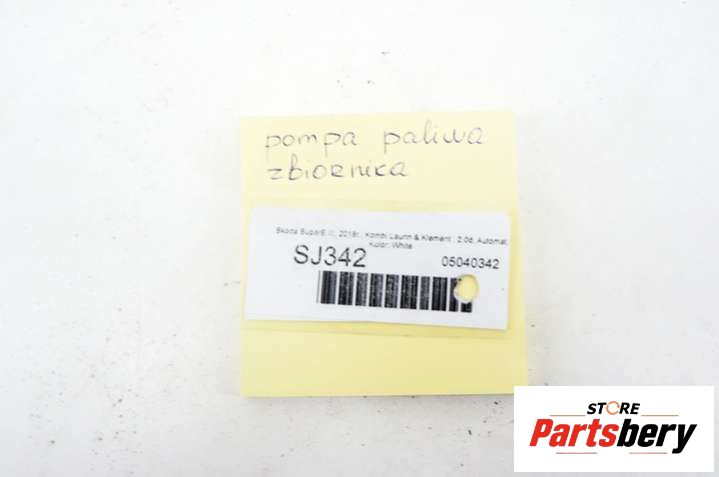 pompa paliwa
zbiornika
Skoda SuperB III, 2018r., Kombi Laurin & Klement, 2.0d, Automat,
Kolor: White
SJ342
05040342
STORE
Partsbery